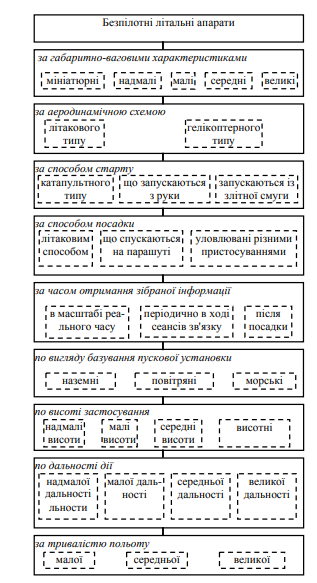 Безпілотні літальні апарати
за габаритно-ваговими характеристиками
мініатюрні надмалі малі середні великі
за аеродинамічною схемою
літакового гелікоптерного
типу типу
за способом старту
катапультного що запускаються запускаються із
типу з руки злітної смуги
за способом посадки
літаковим що спускаються уловлювані різними
способом на парашуті пристосуваннями
за часом отримання зібраної інформації
в масштабі реа- періодично в ході після
льного часу сеансів зв'язку посадки
по вигляду базування пускової установки
наземні повітряні морські
по висоті застосування
надмалі малі середні висотні
висоти висоти висоти
по дальності дії
надмалої малої даль- середньої великої
дальності ності дальності дальності
льности
за тривалістю польоту
малої середньої великої